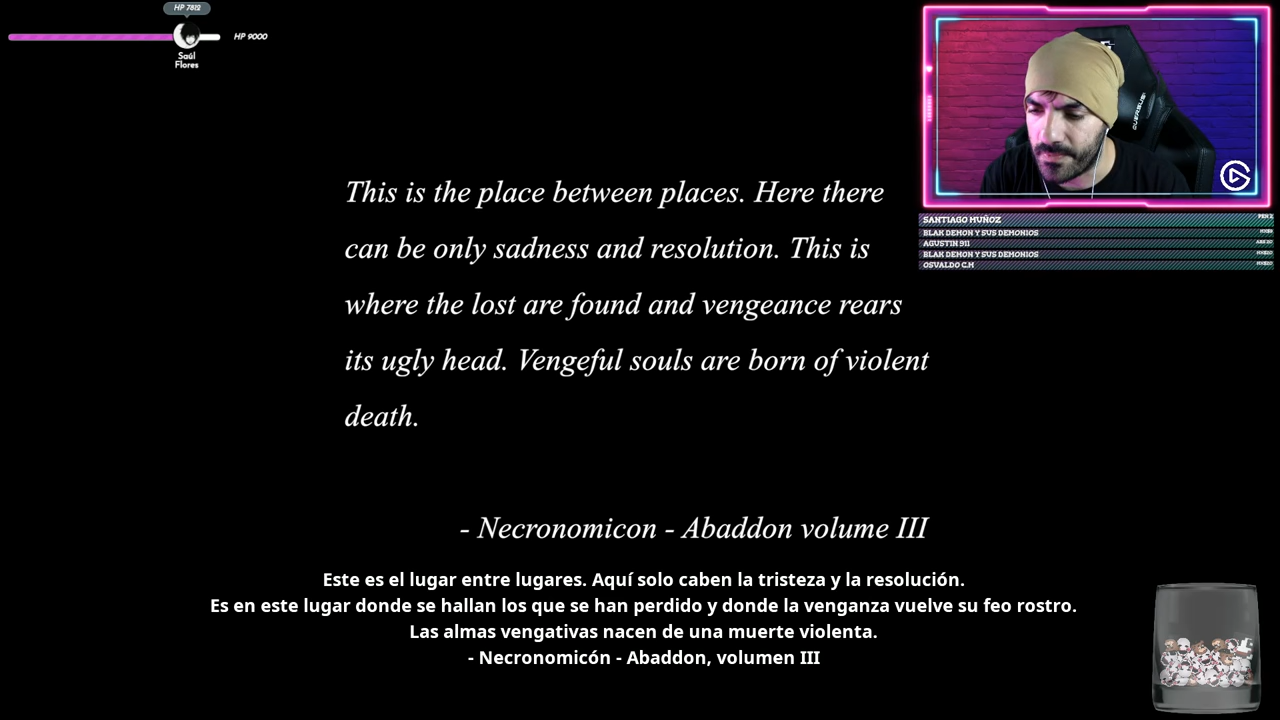 HP 7812
HP 9000
Saúl
Flores
This is the place between places. Here there
can be only sadness and resolution. This is
where the lost are found and vengeance rears
its ugly head. Vengeful souls are born of violent
death.
- Necronomicon - Abaddon volume III
Este es el lugar entre lugares. Aquí solo caben la tristeza y la resolución.
Es en este lugar donde se hallan los que se han perdido y donde la venganza vuelve su feo rostro.
Las almas vengativas nacen de una muerte violenta.
- Necronomicón - Abaddon, volumen III
SANTIAGO MUÑOZ
BLAK DEMON Y SUS DEMONIOS
AGUSTIN 911
BLAK DEMON Y SUS DEMONIOS
OSVALDO C.H